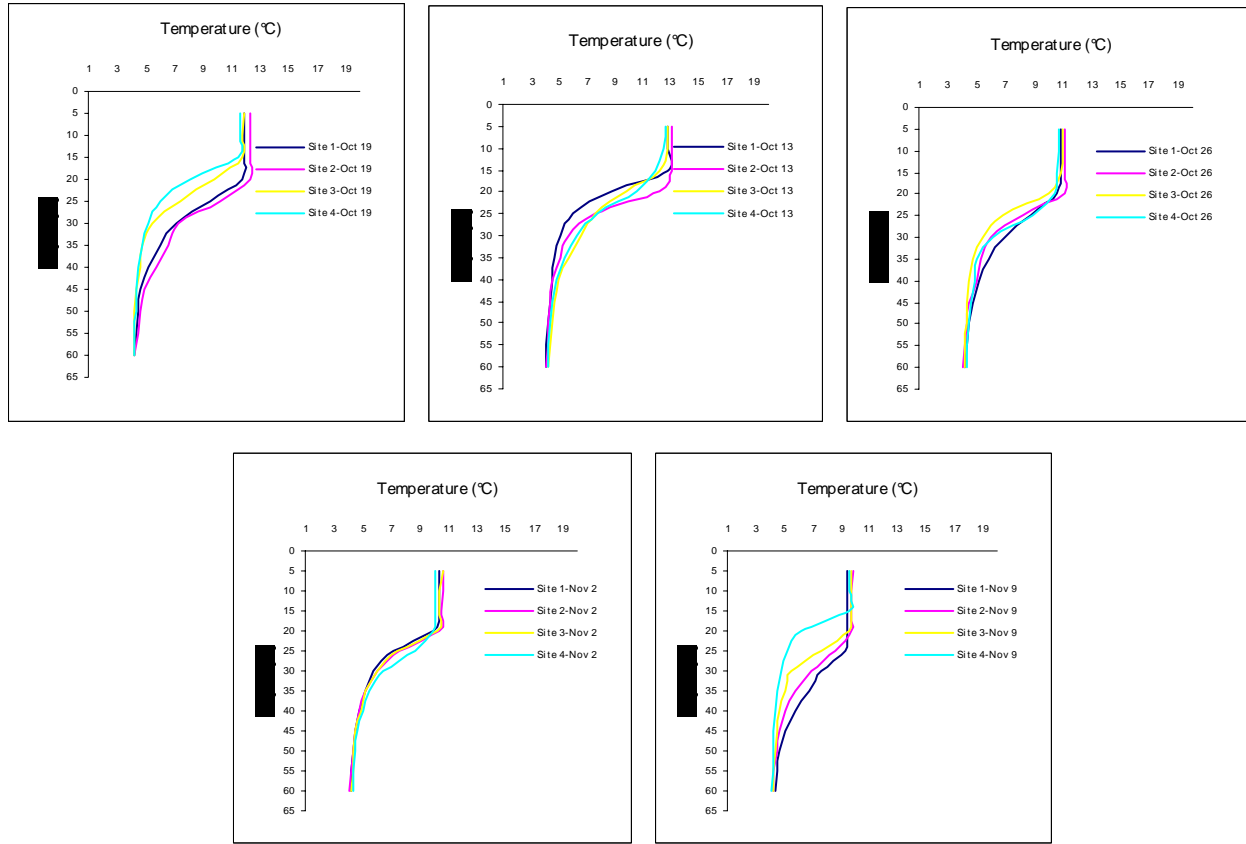 Temperature (°C)
1 3 5 7 9 11 13 15 17 19
0
5
10
15
20
25
30
35
40
45
50
55
60
65
Site 1-Oct 19
Site 2-Oct 19
Site 3-Oct 19
Site 4-Oct 19
Temperature (°C)
1 3 5 7 9 11 13 15 17 19
0
5
10
15
20
25
30
35
40
45
50
55
60
65
Site 1-Oct 13
Site 2-Oct 13
Site 3-Oct 13
Site 4-Oct 13
Temperature (°C)
1 3 5 7 9 11 13 15 17 19
0
5
10
15
20
25
30
35
40
45
50
55
60
65
Site 1-Oct 26
Site 2-Oct 26
Site 3-Oct 26
Site 4-Oct 26
Temperature (°C)
1 3 5 7 9 11 13 15 17 19
0
5
10
15
20
25
30
35
40
45
50
55
60
65
Site 1-Nov 2
Site 2-Nov 2
Site 3-Nov 2
Site 4-Nov 2
Temperature (°C)
1 3 5 7 9 11 13 15 17 19
0
5
10
15
20
25
30
35
40
45
50
55
60
65
Site 1-Nov 9
Site 2-Nov 9
Site 3-Nov 9
Site 4-Nov 9